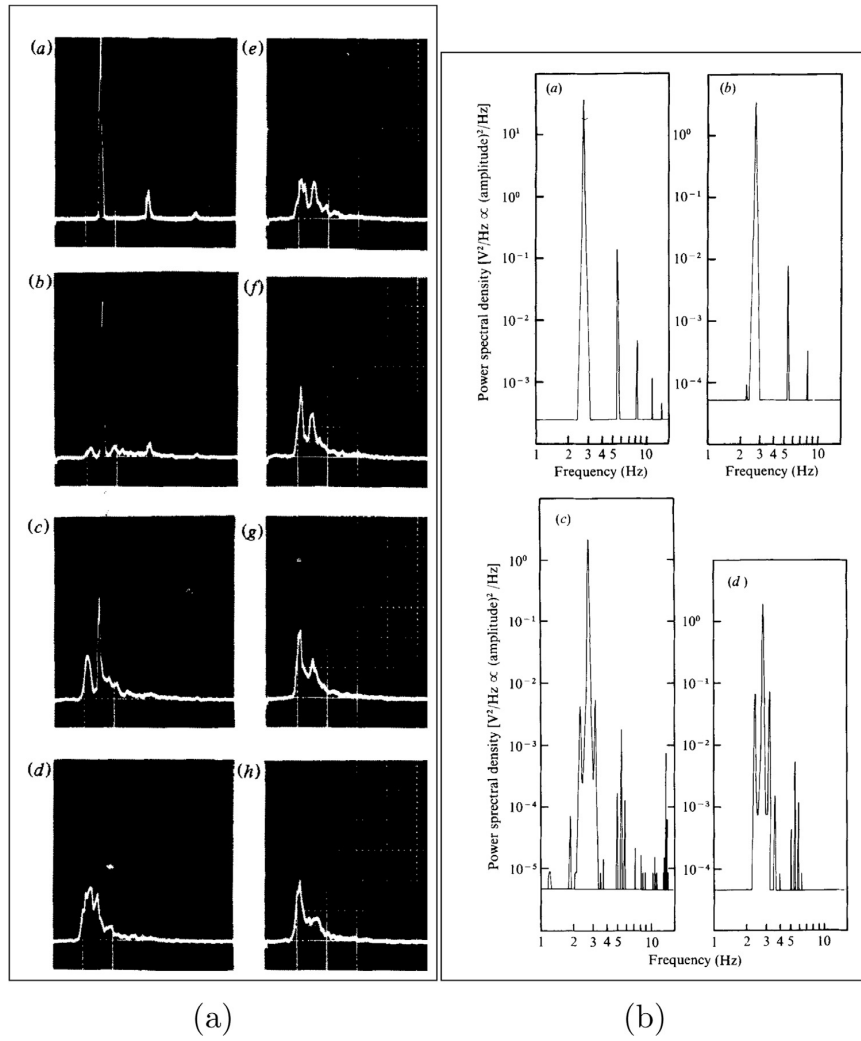 (a)
(e)
(b)
(f)
(c)
(g)
(d)
(h)
(a)
(b)
Power spectral density [V²/Hz ∝ (amplitude)²/Hz]
10¹
10⁰
10⁻¹
10⁻²
10⁻³
10⁰
10⁻¹
10⁻²
10⁻³
10⁻⁴
1 2 3 4 5 10
Frequency (Hz)
1 2 3 4 5 10
Frequency (Hz)
(c)
(d)
Power sprectral density [V²/Hz ∝ (amplitude)²/Hz]
10⁰
10⁻¹
10⁻²
10⁻³
10⁻⁴
10⁻⁵
10⁰
10⁻¹
10⁻²
10⁻³
10⁻⁴
1 2 3 4 5 10
1 2 3 4 5 10
Frequency (Hz)
(a)
(b)